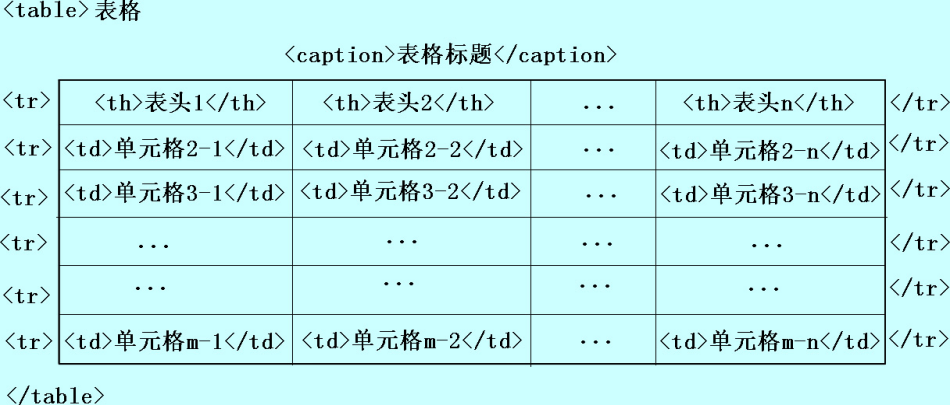 <table>表格
<caption>表格标题</caption>
<tr> <th>表头1</th> <th>表头2</th> ... <th>表头n</th> </tr>
<tr> <td>单元格2-1</td> <td>单元格2-2</td> ... <td>单元格2-n</td> </tr>
<tr> <td>单元格3-1</td> <td>单元格3-2</td> ... <td>单元格3-n</td> </tr>
<tr> ... ... ... ... </tr>
<tr> ... ... ... ... </tr>
<tr> <td>单元格m-1</td> <td>单元格m-2</td> ... <td>单元格m-n</td> </tr>
</table>